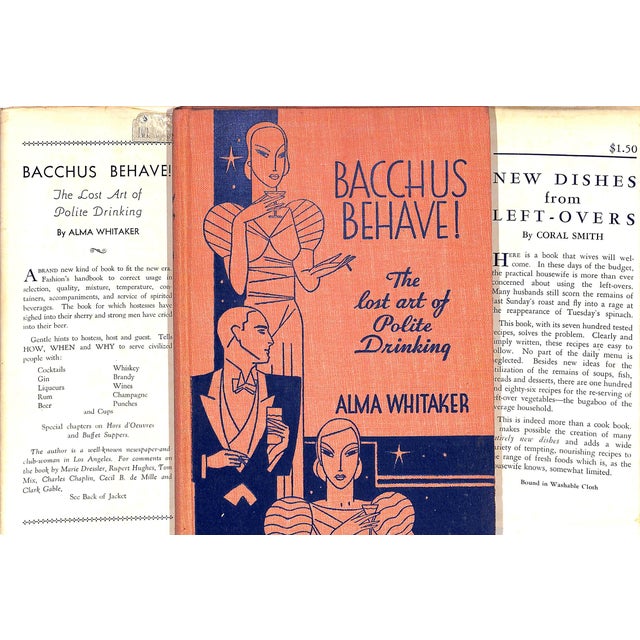 BACCHUS BEHAVE!
The Lost Art of
Polite Drinking
By ALMA WHITAKER
A BRAND new kind of book to fit the new era.
Fashion's handbook to correct usage in
selection, quality, mixture, temperature, con-
tainers, accompaniments, and service of spirited
beverages. The book for which hostesses have
sighed into their sherry and strong men have cried
into their beer.
Gentle hints to hostess, host and guest. Tells
HOW, WHEN and WHY to serve civilized
people with:
Cocktails Whiskey
Gin Brandy
Liqueurs Wines
Rum Champagne
Beer Punches
and Cups
Special chapters on Hors d'Oeuvres
and Buffet Suppers.
The author is a well-known newspaper-and
club-woman in Los Angeles. For comments on
the book by Marie Dressler, Rupert Hughes, Tom
Mix, Charles Chaplin, Cecil B. de Mille and
Clark Gable,
See Back of Jacket
BACCHUS
BEHAVE!
The
lost art of
Polite
Drinking
ALMA WHITAKER
$1.50
NEW DISHES
from
LEFT-OVERS
By CORAL SMITH
HERE is a book that wives will wel-
come. In these days of the budget,
the practical housewife is more than ever
concerned about using the left-overs.
Many husbands still scorn the remains of
last Sunday's roast and fly into a rage at
the reappearance of Tuesday's spinach.
This book, with its seven hundred tested
recipes, solves the problem. Clearly and
simply written, these recipes are easy to
follow. No part of the daily menu is
neglected. Besides new ideas for the
utilization of the remains of soups, fish,
breads and desserts, there are one hundred
and eighty-six recipes for the re-serving of
left-over vegetables—the bugaboo of the
average household.
This is indeed more than a cook book.
It makes possible the creation of many
entirely new dishes and adds a wide
variety of tempting, nourishing recipes to
the range of fresh foods which is, as the
housewife knows, somewhat limited.
Bound in Washable Cloth